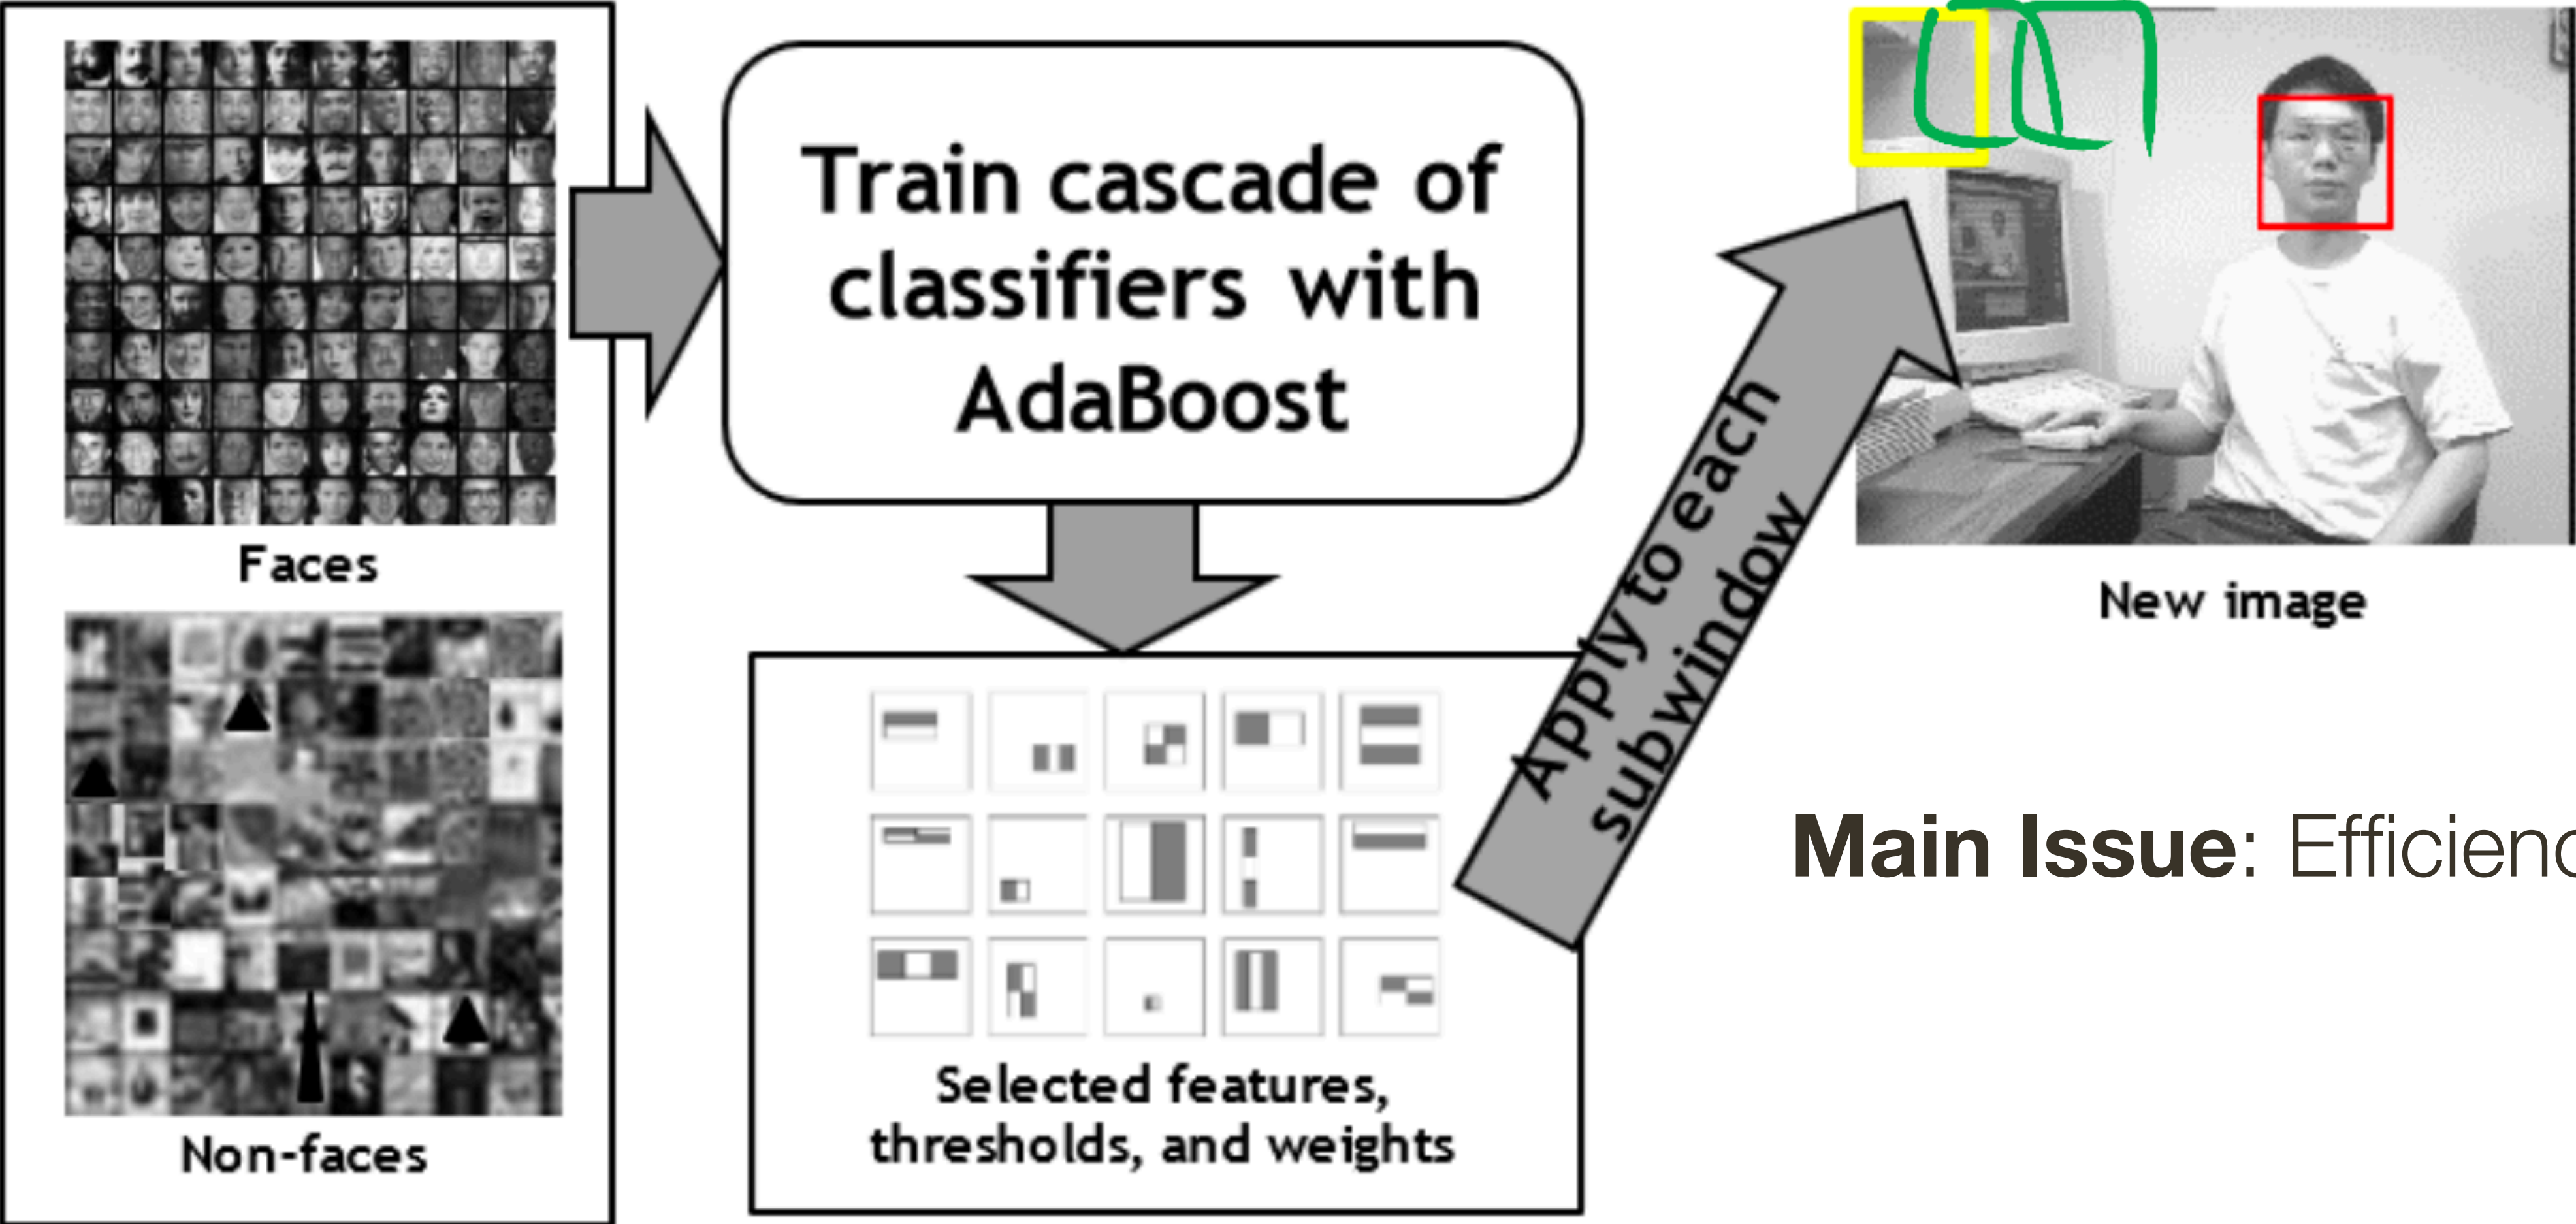 Faces
Non-faces
Train cascade of
classifiers with
AdaBoost
Selected features,
thresholds, and weights
Apply to each
subwindow
New image
Main Issue: Efficienc